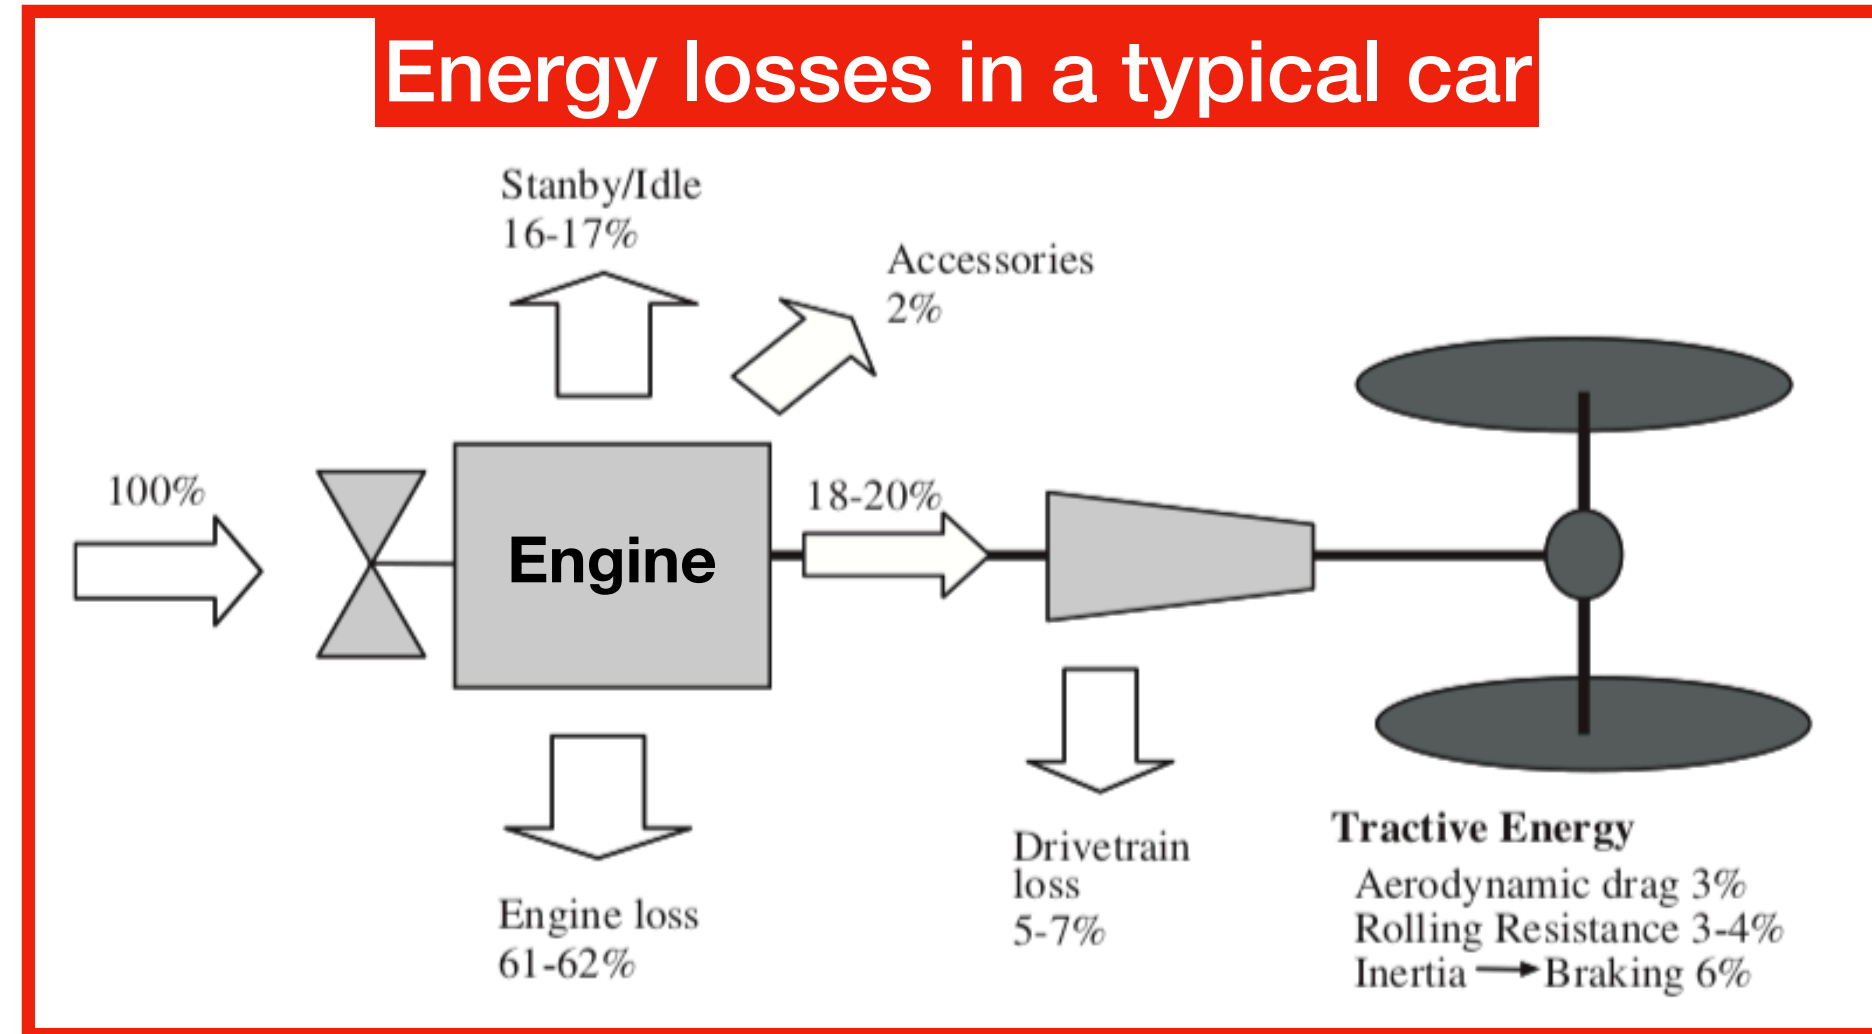 Energy losses in a typical car
Stanby/Idle
16-17%
Accessories
2%
100%
Engine
18-20%
Engine loss
61-62%
Drivetrain
loss
5-7%
Tractive Energy
Aerodynamic drag 3%
Rolling Resistance 3-4%
Inertia → Braking 6%